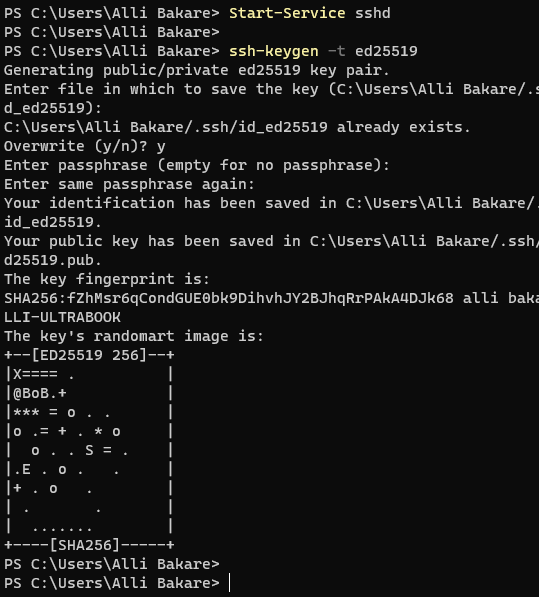 PS C:\Users\Alli Bakare> Start-Service sshd
PS C:\Users\Alli Bakare>
PS C:\Users\Alli Bakare> ssh-keygen -t ed25519
Generating public/private ed25519 key pair.
Enter file in which to save the key (C:\Users\Alli Bakare/.s
d_ed25519):
C:\Users\Alli Bakare/.ssh/id_ed25519 already exists.
Overwrite (y/n)? y
Enter passphrase (empty for no passphrase):
Enter same passphrase again:
Your identification has been saved in C:\Users\Alli Bakare/.
id_ed25519.
Your public key has been saved in C:\Users\Alli Bakare/.ssh/
d25519.pub.
The key fingerprint is:
SHA256:fZhMsr6qCondGUE0bk9DihvhJY2BJhqRrPAkA4DJk68 alli baka
LLI-ULTRABOOK
The key's randomart image is:
+--[ED25519 256]--+
|X==== .          |
|@BoB.+           |
|*** = o . .      |
|o .= + . * o     |
|  o . . S = .    |
|.E . o .   .     |
|+ . o   .        |
| .       .       |
|  .......        |
+----[SHA256]-----+
PS C:\Users\Alli Bakare>
PS C:\Users\Alli Bakare>